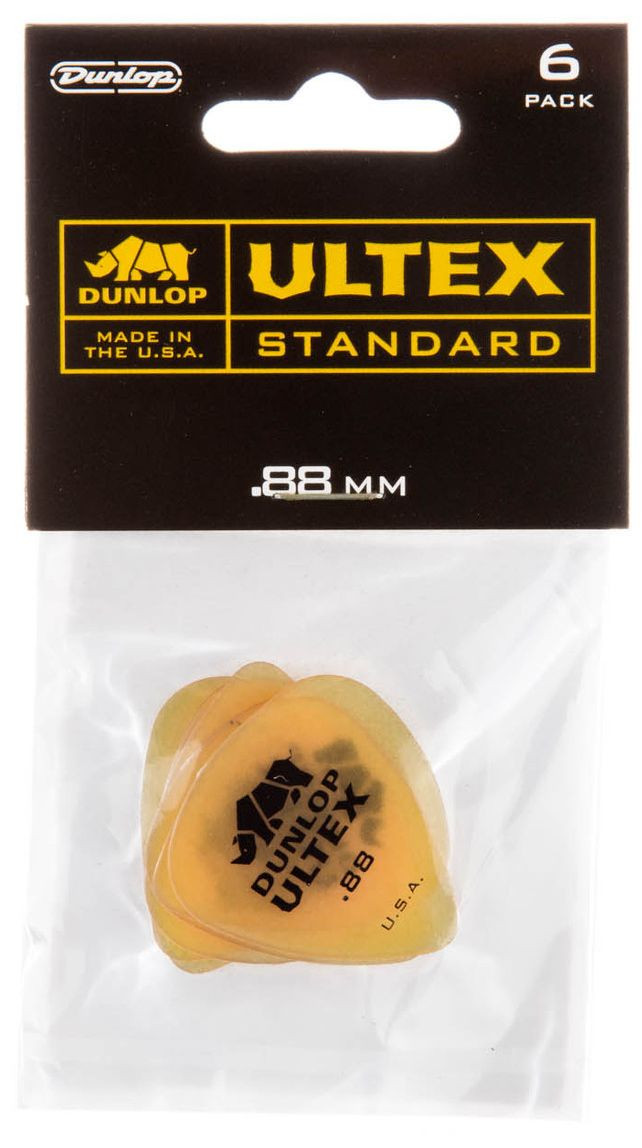 Dunlop
6
PACK
DUNLOP
ULTEX
MADE IN
THE U.S.A.
STANDARD
.88 MM
DUNLOP
ULTEX
.88
U.S.A.